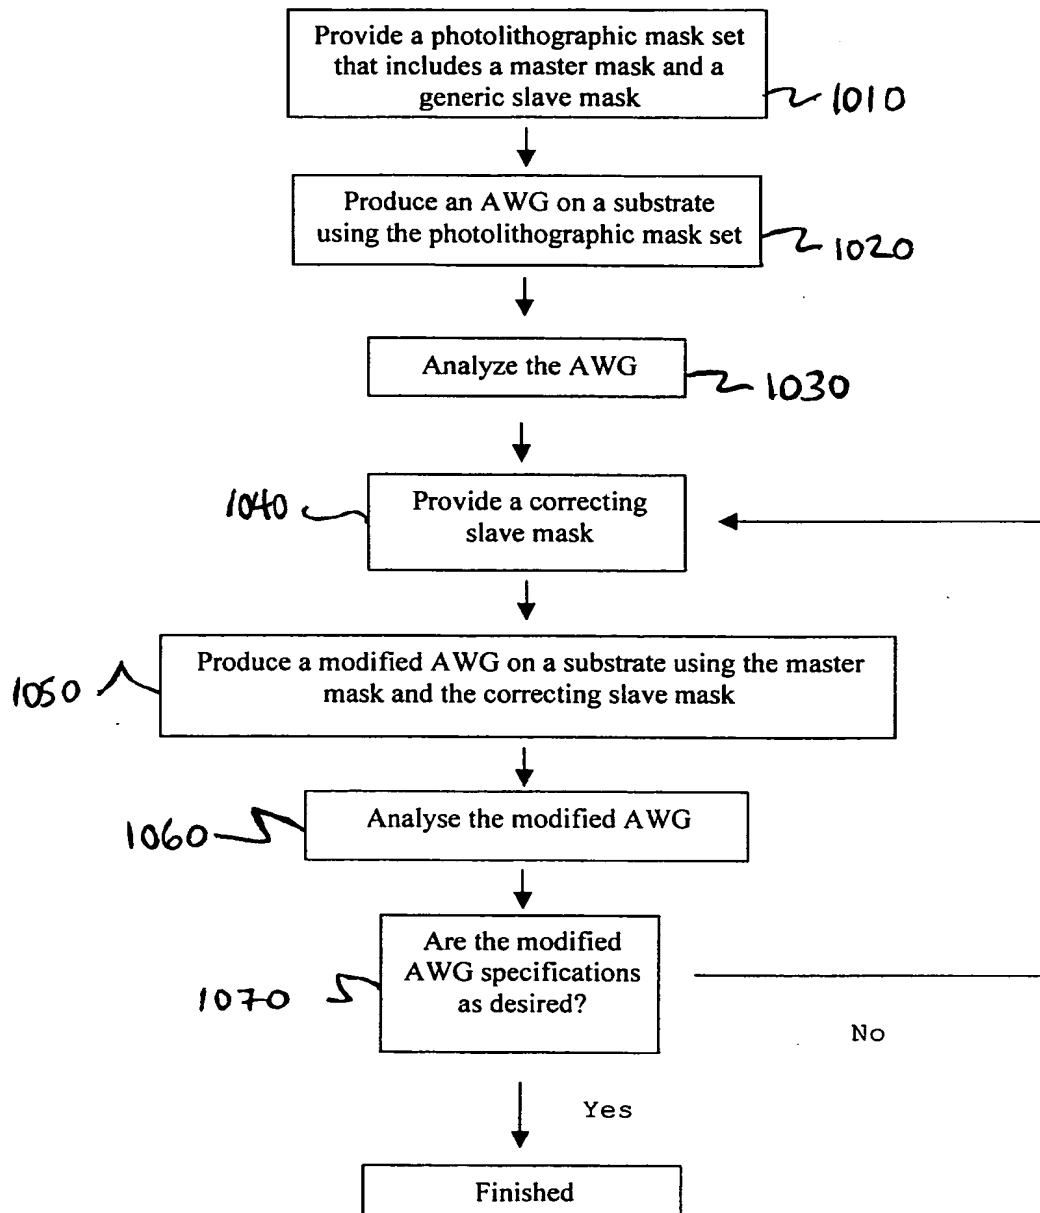 Provide a photolithographic mask set
that includes a master mask and a
generic slave mask
1010
Produce an AWG on a substrate
using the photolithographic mask set
1020
Analyze the AWG
1030
1040
Provide a correcting
slave mask
Produce a modified AWG on a substrate using the master
mask and the correcting slave mask
1050
Analyse the modified AWG
1060
Are the modified
AWG specifications
as desired?
1070
No
Yes
Finished